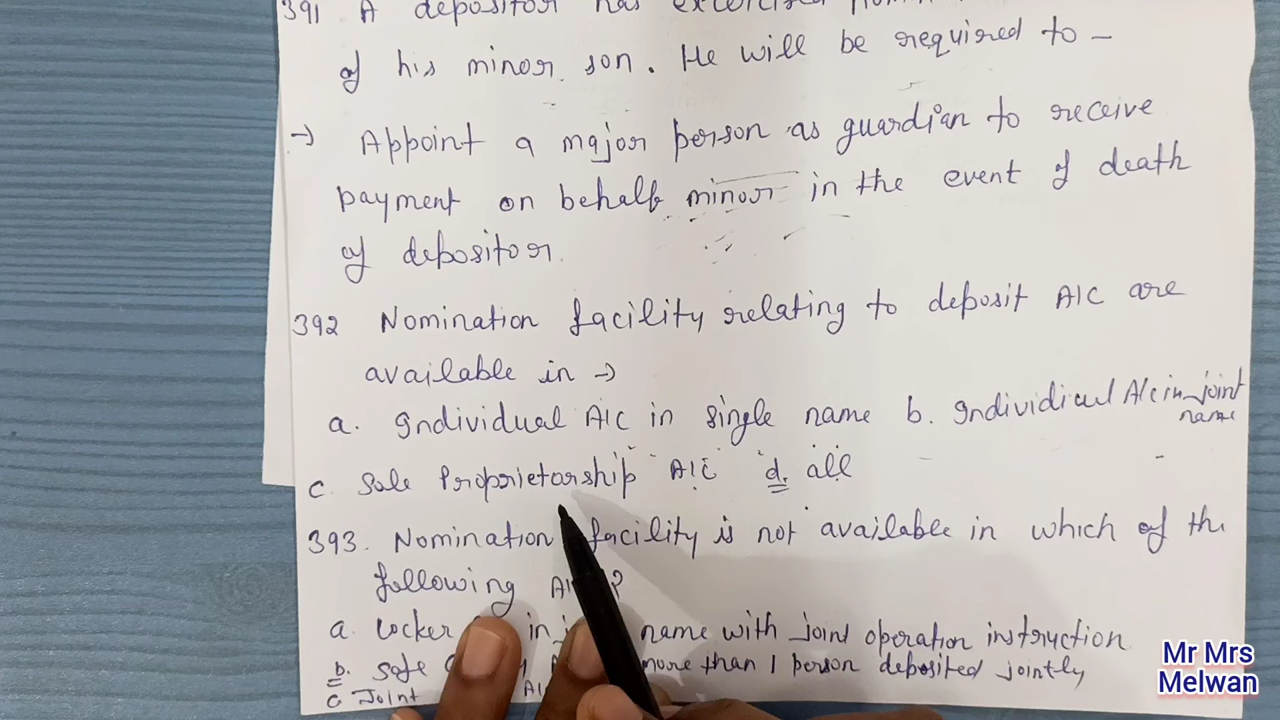 391 A depositor has exercised
of his minor son. He will be required to -
→ Appoint a major person as guardian to receive
payment on behalf minor in the event of death
of depositor.
392 Nomination facility relating to deposit A/C are
available in →
a. Individual A/C in single name b. Individicul A/c in joint name
c Sole Proprietorship A/C d. all
393. Nomination facility is not available in which of th
following ?
a. Locker in name with joint operation instruction
b. Safe more than 1 person deposited jointly
c Joint
Mr Mrs
Melwan